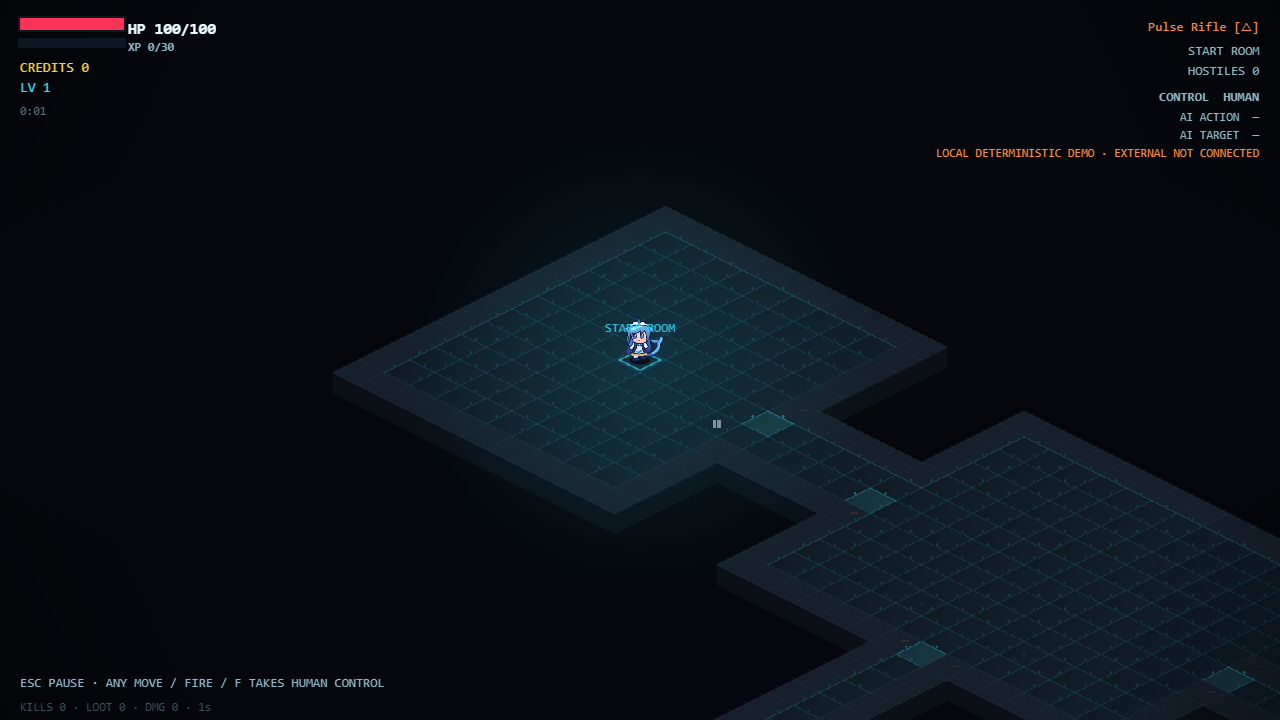 HP 100/100
XP 0/30
CREDITS 0
LV 1
0:01
Pulse Rifle [△]
START ROOM
HOSTILES 0
CONTROL HUMAN
AI ACTION —
AI TARGET —
LOCAL DETERMINISTIC DEMO · EXTERNAL NOT CONNECTED
START ROOM
ESC PAUSE · ANY MOVE / FIRE / F TAKES HUMAN CONTROL
KILLS 0 · LOOT 0 · DMG 0 · 1s